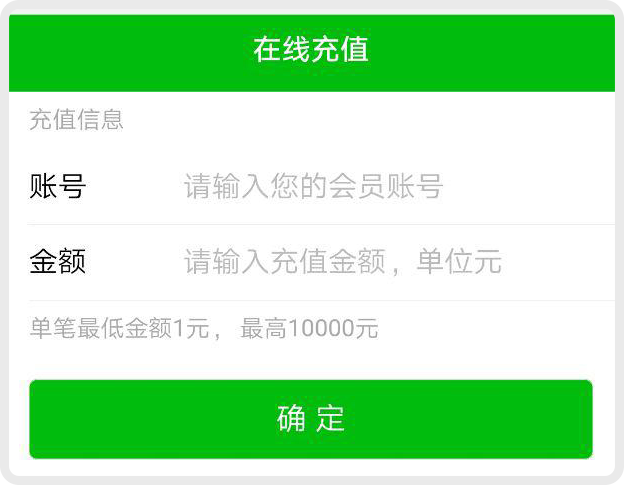 在线充值
充值信息
账号 请输入您的会员账号
金额 请输入充值金额，单位元
单笔最低金额1元， 最高10000元
确 定